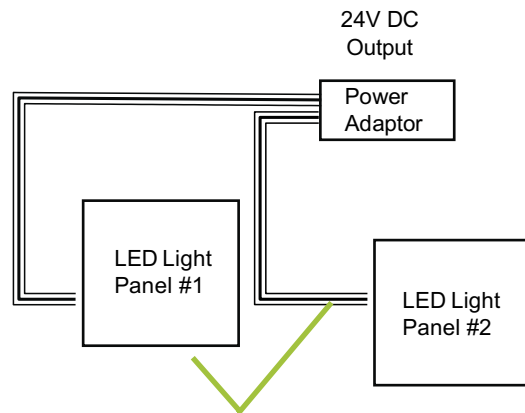 24V DC
Output
Power
Adaptor
LED Light
Panel #1
LED Light
Panel #2